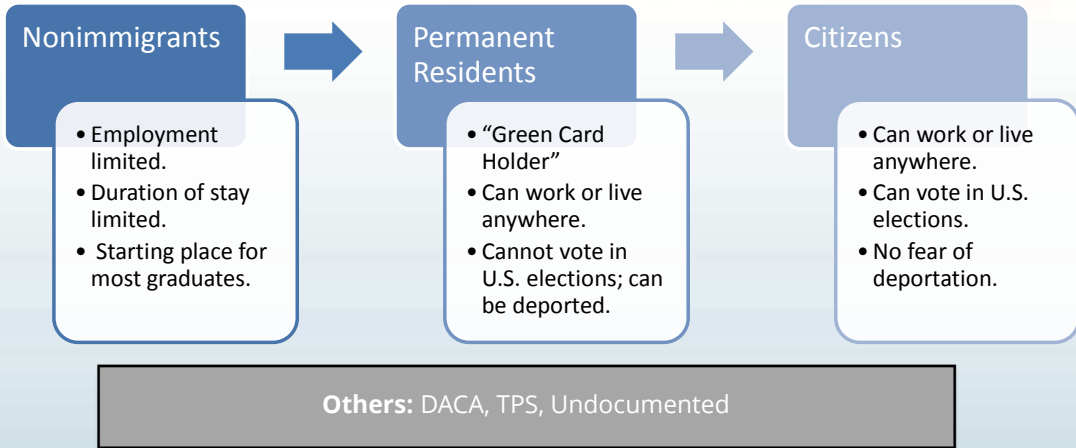 Nonimmigrants
• Employment
limited.
• Duration of stay
limited.
• Starting place for
most graduates.
Permanent
Residents
• “Green Card
Holder”
• Can work or live
anywhere.
• Cannot vote in
U.S. elections; can
be deported.
Citizens
• Can work or live
anywhere.
• Can vote in U.S.
elections.
• No fear of
deportation.
Others: DACA, TPS, Undocumented